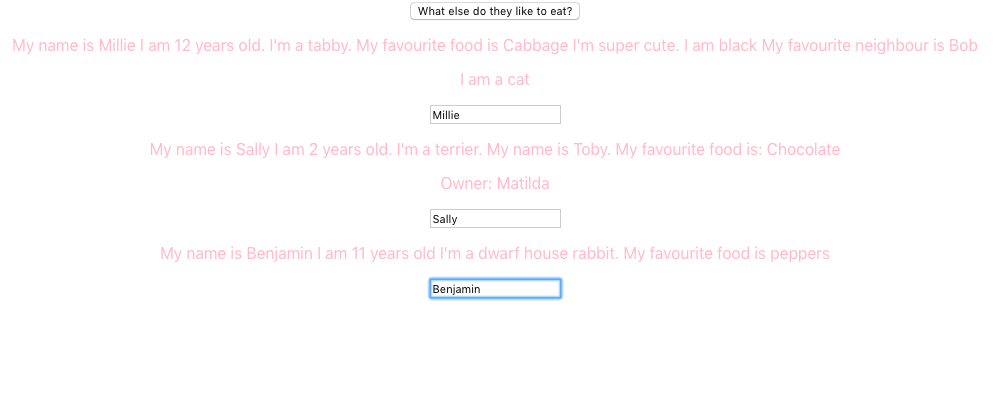 What else do they like to eat?
My name is Millie I am 12 years old. I'm a tabby. My favourite food is Cabbage I'm super cute. I am black My favourite neighbour is Bob
I am a cat
Millie
My name is Sally I am 2 years old. I'm a terrier. My name is Toby. My favourite food is: Chocolate
Owner: Matilda
Sally
My name is Benjamin I am 11 years old I'm a dwarf house rabbit. My favourite food is peppers
Benjamin